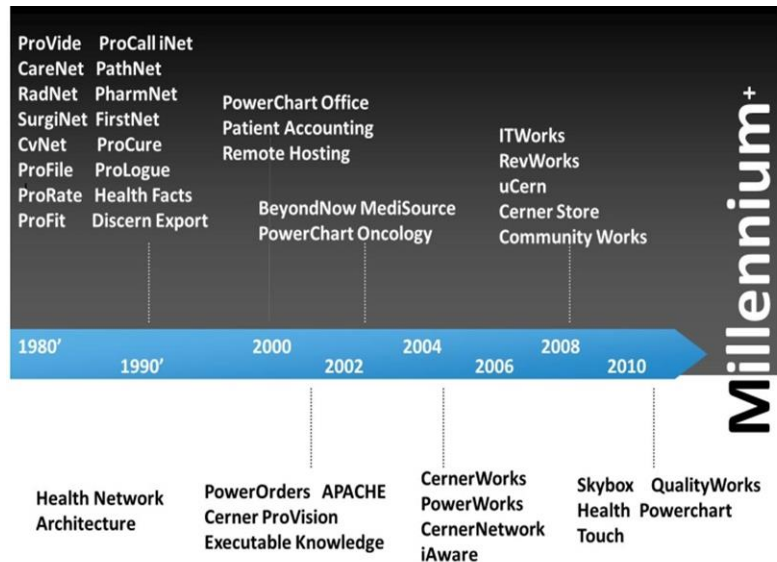 ProVide ProCall iNet
CareNet PathNet
RadNet PharmNet
SurgiNet FirstNet
CvNet ProCure
ProFile ProLogue
ProRate Health Facts
ProFit Discern Export
PowerChart Office
Patient Accounting
Remote Hosting
BeyondNow MediSource
PowerChart Oncology
ITWorks
RevWorks
uCern
Cerner Store
Community Works
Millennium+
1980' 2000 2004 2008
1990' 2002 2006 2010
Health Network
Architecture
PowerOrders APACHE
Cerner ProVision
Executable Knowledge
CernerWorks
PowerWorks
CernerNetwork
iAware
Skybox QualityWorks
Health Powerchart
Touch